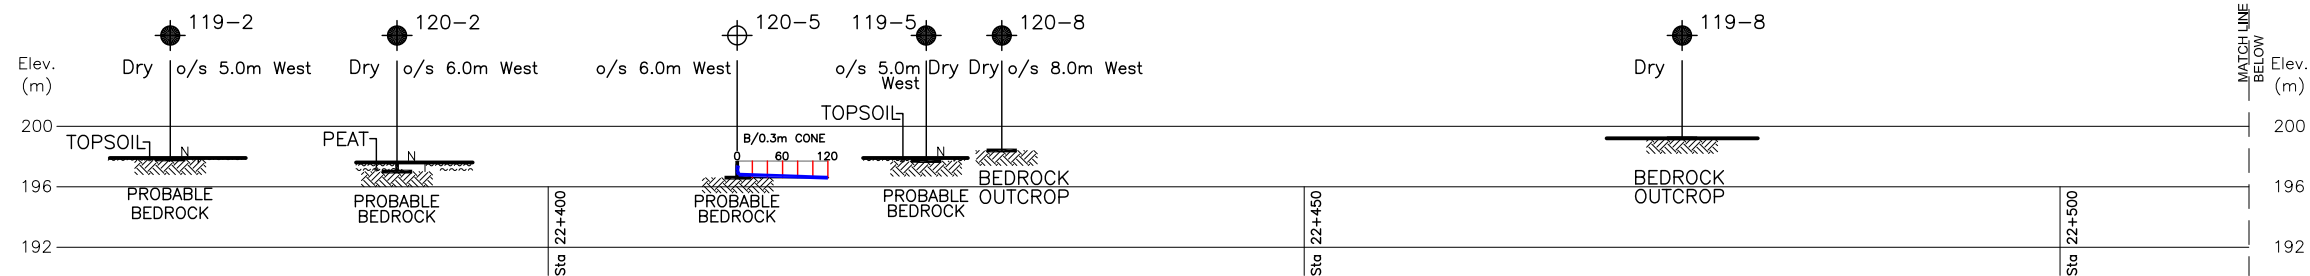 119-2
120-2
120-5
119-5
120-8
119-8
MATCH LINE
BELOW
Elev.
(m)
Dry o/s 5.0m West
Dry o/s 6.0m West
o/s 6.0m West
o/s 5.0m
West
Dry
Dry o/s 8.0m West
Dry
Elev.
(m)
200
TOPSOIL
N
PEAT
N
B/0.3m CONE
0 60 120
TOPSOIL
N
200
196
PROBABLE
BEDROCK
PROBABLE
BEDROCK
PROBABLE
BEDROCK
PROBABLE
BEDROCK
BEDROCK
OUTCROP
BEDROCK
OUTCROP
196
192
Sta 22+400
Sta 22+450
Sta 22+500
192